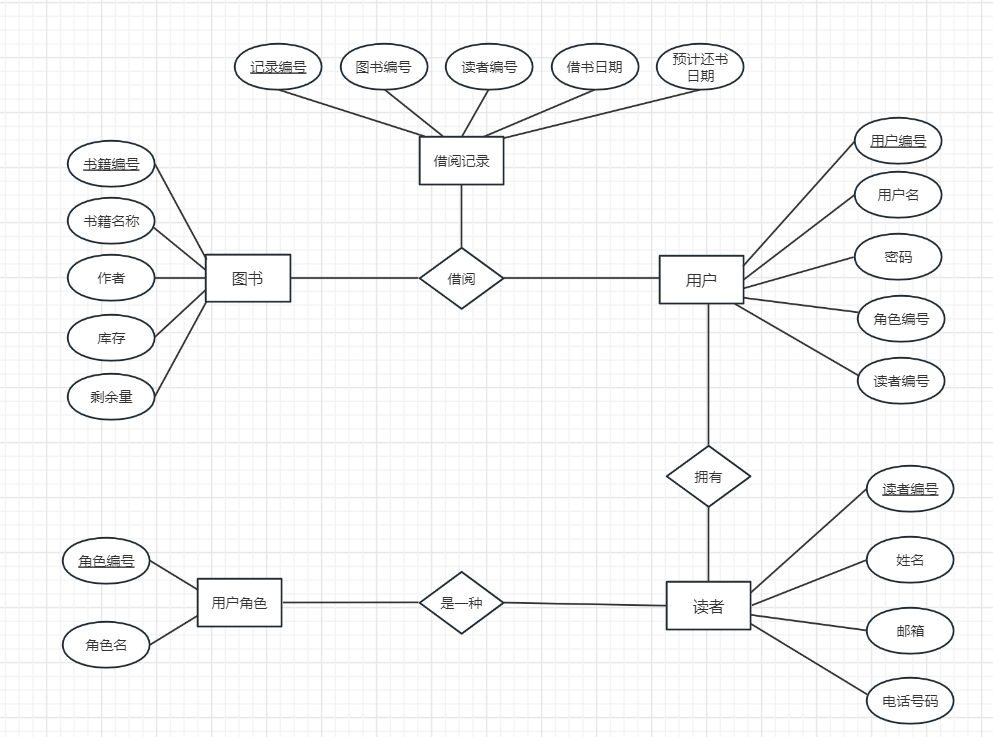 记录编号
图书编号
读者编号
借书日期
预计还书
日期
借阅记录
书籍编号
书籍名称
作者
库存
剩余量
图书
借阅
用户
用户编号
用户名
密码
角色编号
读者编号
拥有
角色编号
角色名
用户角色
是一种
读者
读者编号
姓名
邮箱
电话号码